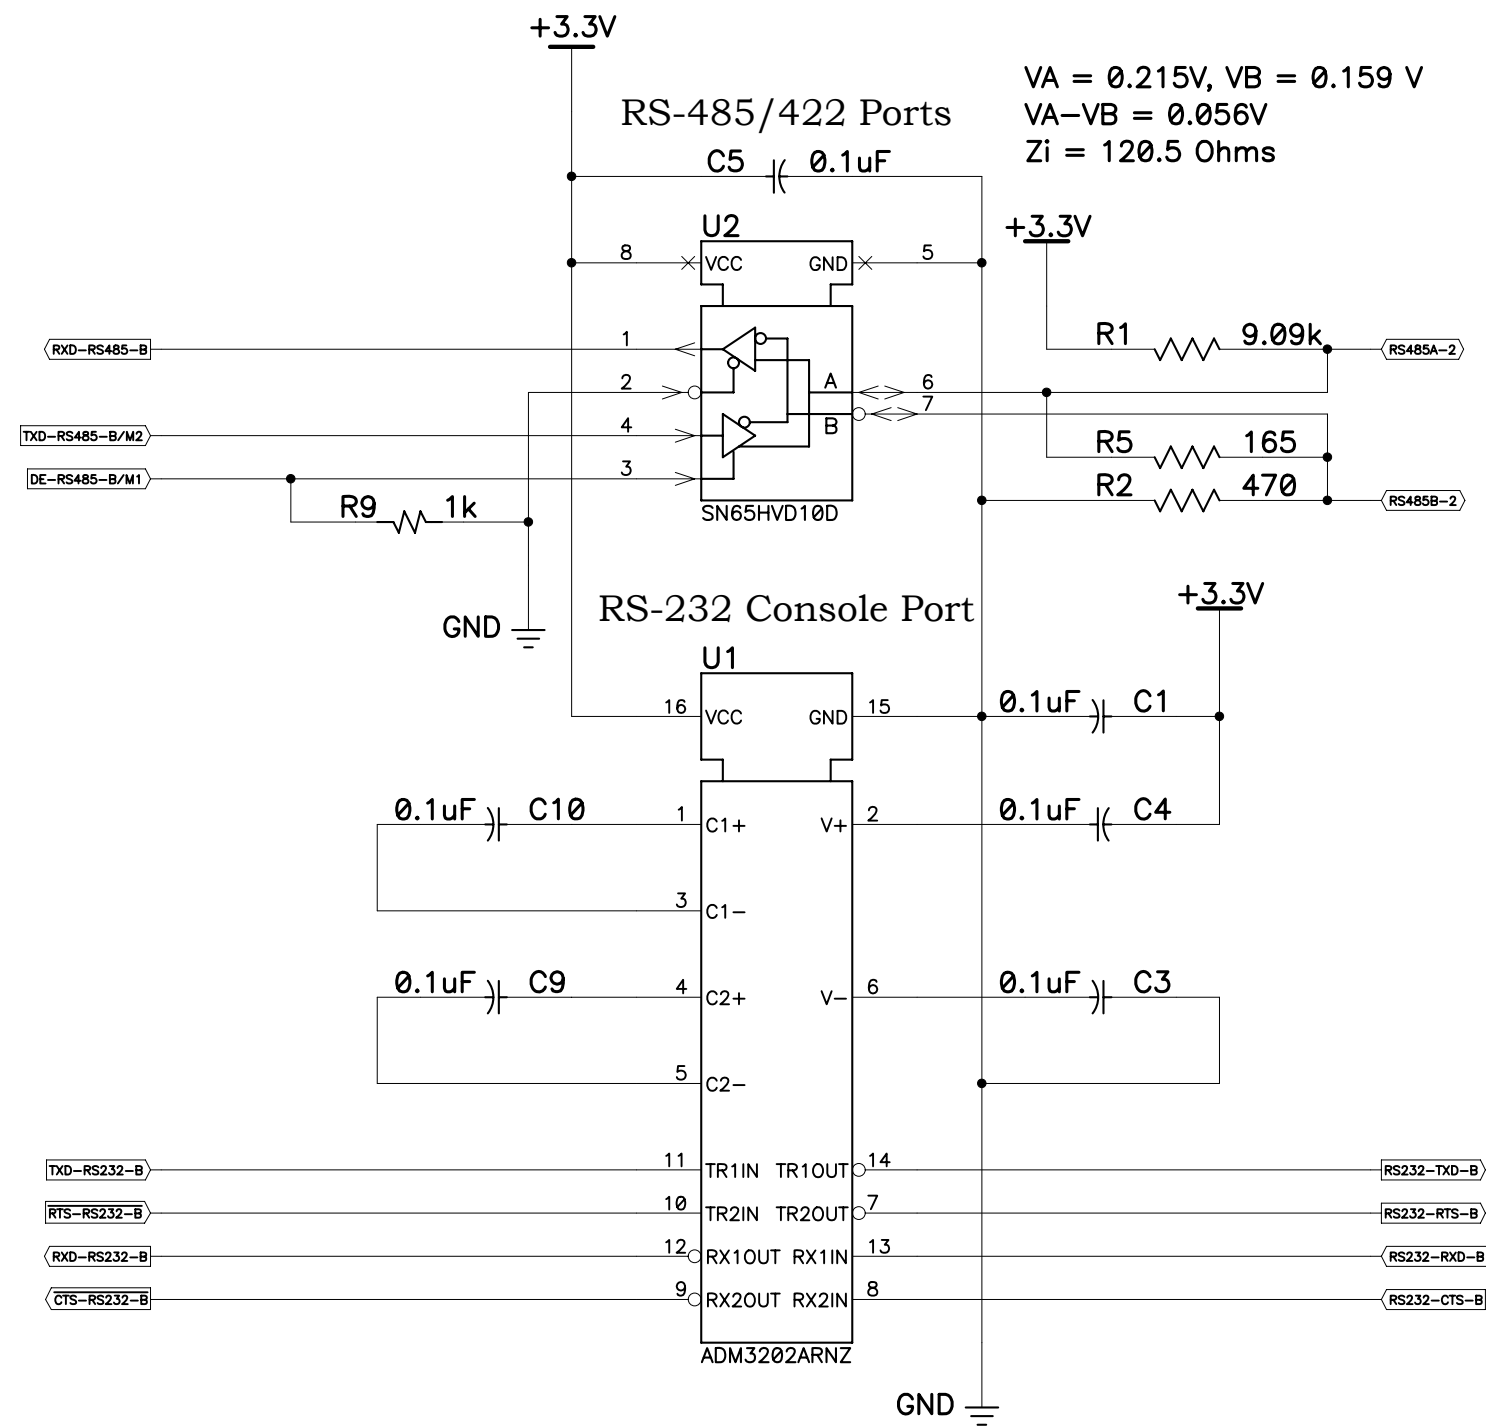 +3.3V
VA = 0.215V, VB = 0.159 V
VA-VB = 0.056V
Zi = 120.5 Ohms
RS-485/422 Ports
C5 0.1uF
U2
+3.3V
8 VCC GND 5
RXD-RS485-B 1
R1 9.09k RS485A-2
2 A 6
7
TXD-RS485-B/M2 4 B
R5 165
DE-RS485-B/M1 3
R2 470 RS485B-2
R9 1k
SN65HVD10D
+3.3V
RS-232 Console Port
GND
U1
16 VCC GND 15 0.1uF C1
0.1uF C10 1 C1+ V+ 2 0.1uF C4
3 C1-
0.1uF C9 4 C2+ V- 6 0.1uF C3
5 C2-
TXD-RS232-B 11 TR1IN TR1OUT 14 RS232-TXD-B
RTS-RS232-B 10 TR2IN TR2OUT 7 RS232-RTS-B
RXD-RS232-B 12 RX1OUT RX1IN 13 RS232-RXD-B
CTS-RS232-B 9 RX2OUT RX2IN 8 RS232-CTS-B
ADM3202ARNZ
GND